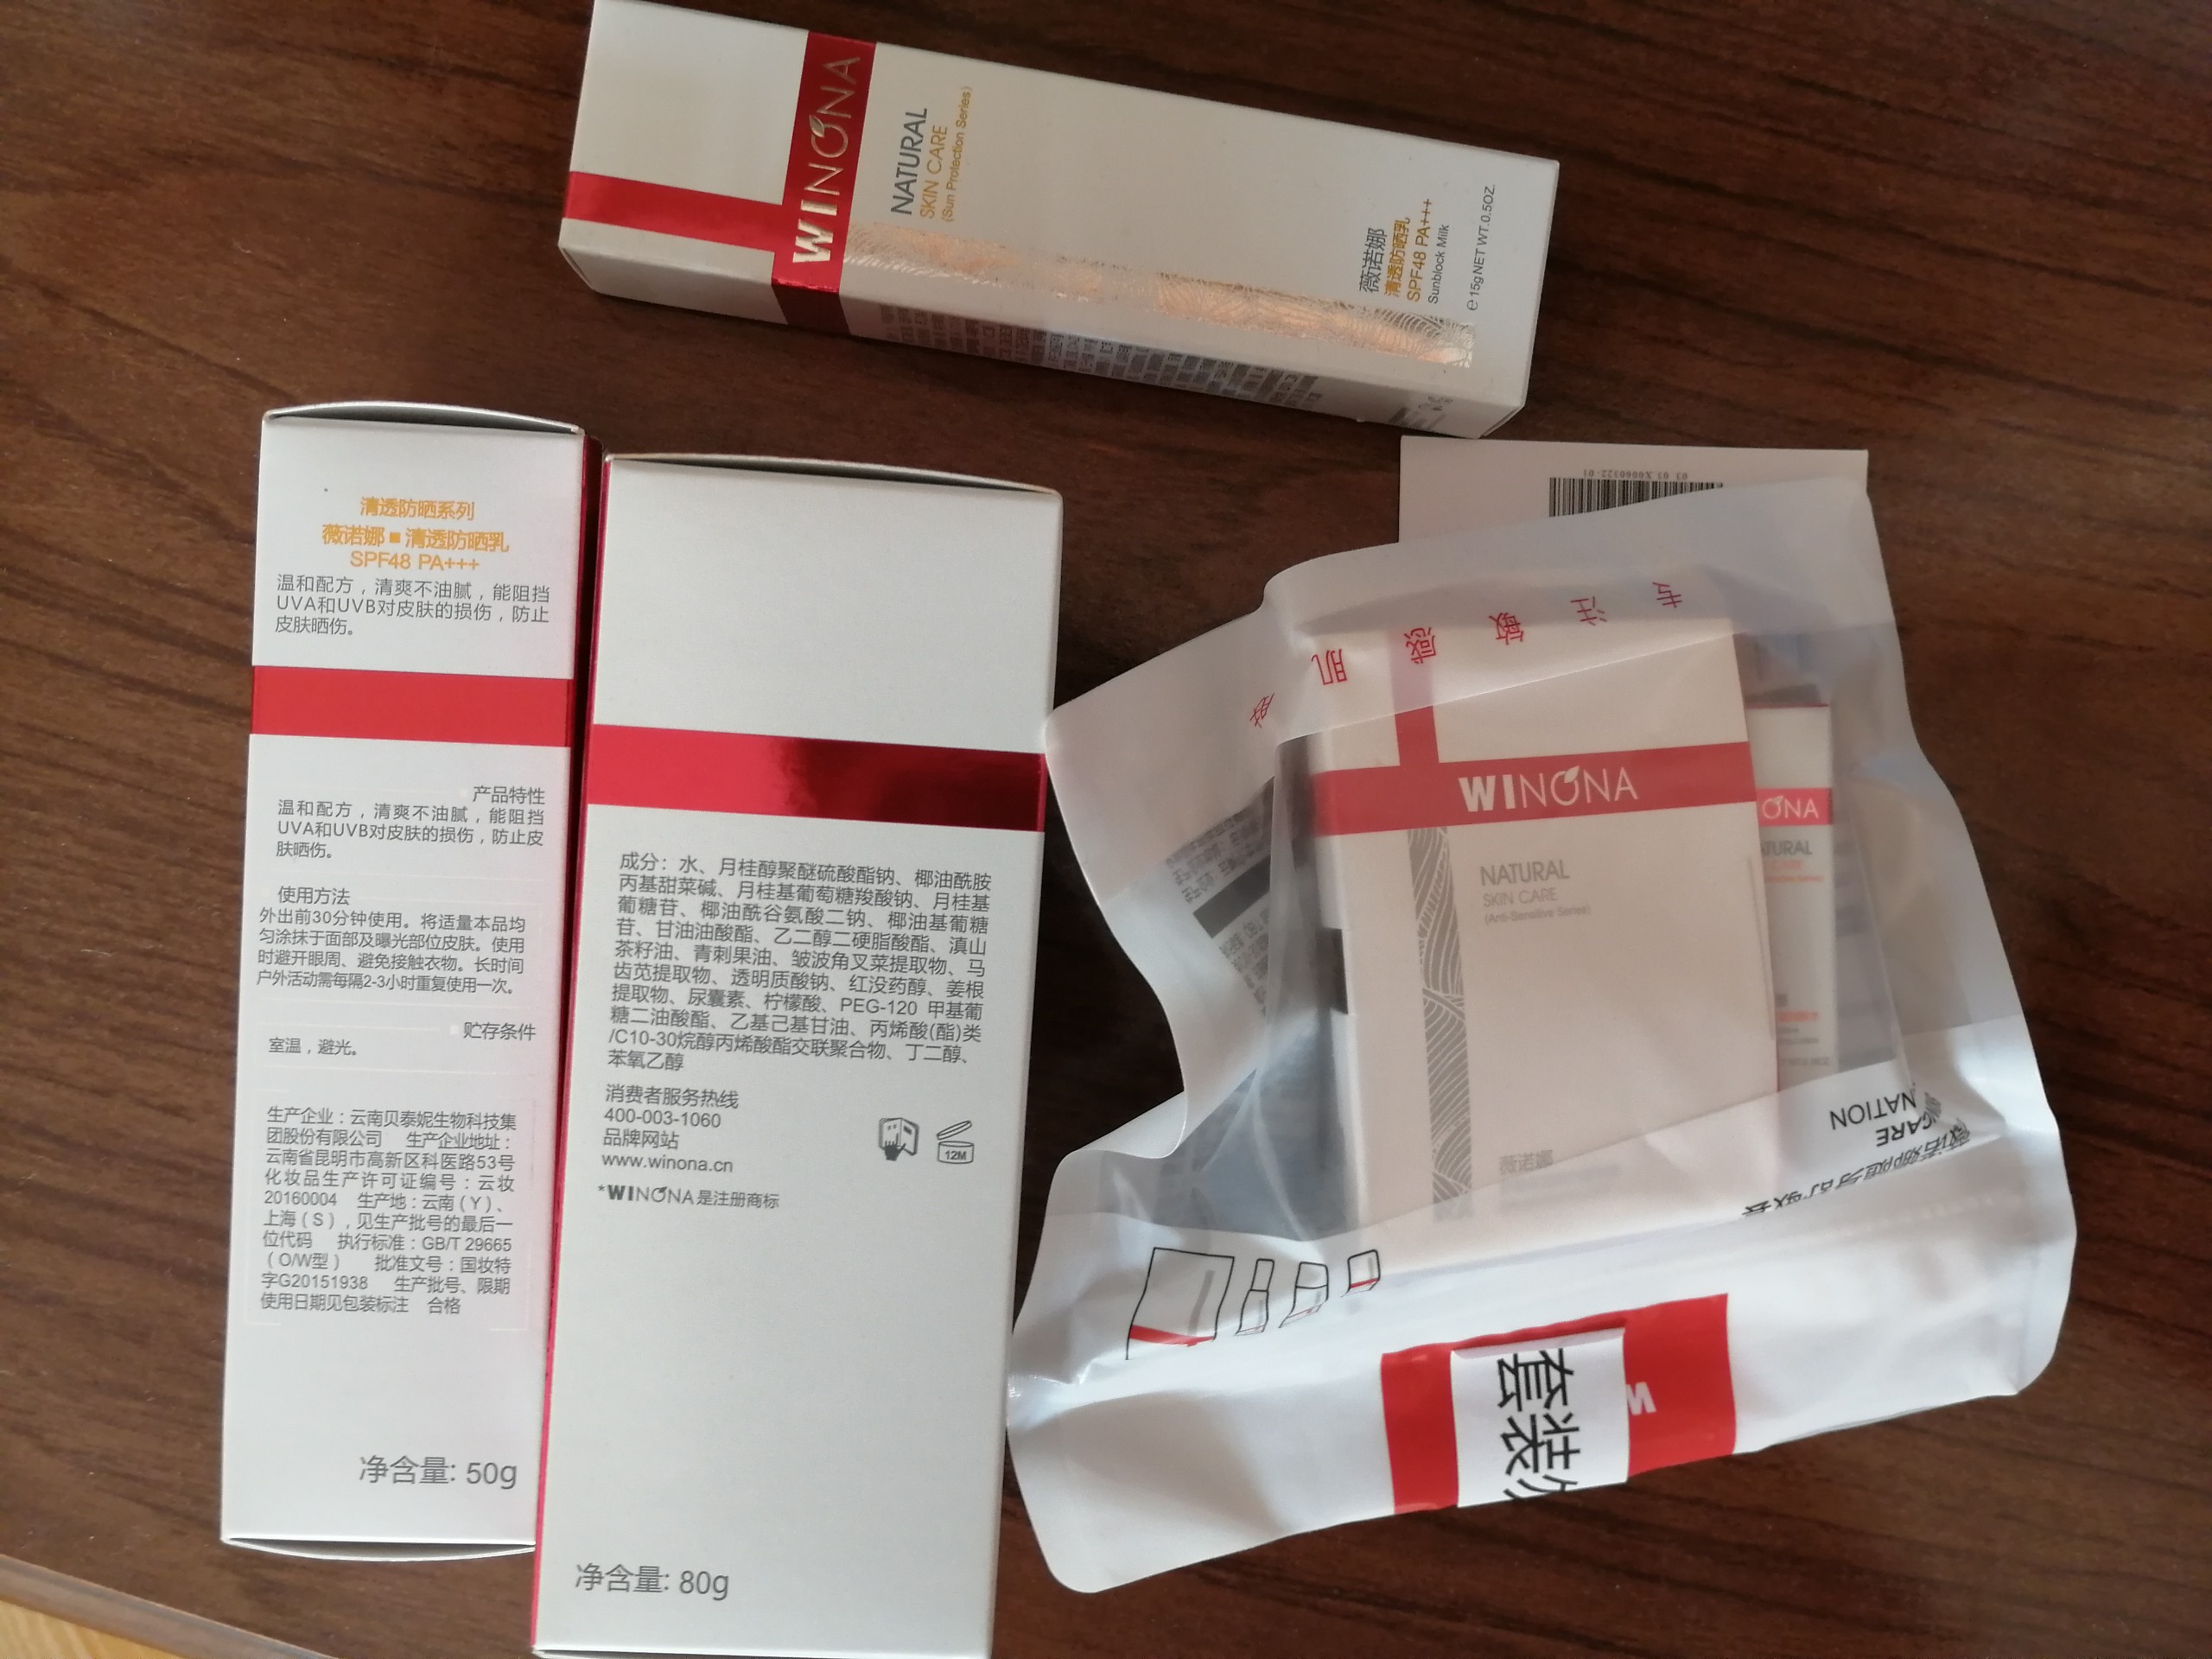 WINONA
NATURAL
SKIN CARE
(Sun Protection Series)
薇诺娜
清透防晒乳
SPF48 PA+++
Sunblock Milk
℮ 15g NET WT.0.5OZ.
清透防晒系列
薇诺娜■清透防晒乳
SPF48 PA+++
温和配方，清爽不油腻，能阻挡
UVA和UVB对皮肤的损伤，防止
皮肤晒伤。
产品特性
温和配方，清爽不油腻，能阻挡
UVA和UVB对皮肤的损伤，防止皮
肤晒伤。
使用方法
外出前30分钟使用。将适量本品均
匀涂抹于面部及曝光部位皮肤。使用
时避开眼周、避免接触衣物。长时间
户外活动需每隔2-3小时重复使用一次。
贮存条件
室温，避光。
生产企业：云南贝泰妮生物科技集
团股份有限公司 生产企业地址：
云南省昆明市高新区科医路53号
化妆品生产许可证编号：云妆
20160004 生产地：云南（Y）、
上海（S），见生产批号的最后一
位代码 执行标准：GB/T 29665
（O/W型） 批准文号：国妆特
字G20151938 生产批号、限期
使用日期见包装标注 合格
净含量: 50g
成分：水、月桂醇聚醚硫酸酯钠、椰油酰胺
丙基甜菜碱、月桂基葡萄糖羧酸钠、月桂基
葡糖苷、椰油酰谷氨酸二钠、椰油基葡糖
苷、甘油油酸酯、乙二醇二硬脂酸酯、滇山
茶籽油、青刺果油、皱波角叉菜提取物、马
齿苋提取物、透明质酸钠、红没药醇、姜根
提取物、尿囊素、柠檬酸、PEG-120 甲基葡
糖二油酸酯、乙基己基甘油、丙烯酸(酯)类
/C10-30烷醇丙烯酸酯交联聚合物、丁二醇、
苯氧乙醇
消费者服务热线
400-003-1060
品牌网站
www.winona.cn
12M
*WINONA是注册商标
净含量: 80g
03 03 X6060322-01
专注敏感肌
WINONA
NATURAL
SKIN CARE
(Anti-Sensitive Series)
薇诺娜
ONA
TURAL
CARE
NATION
W
套装